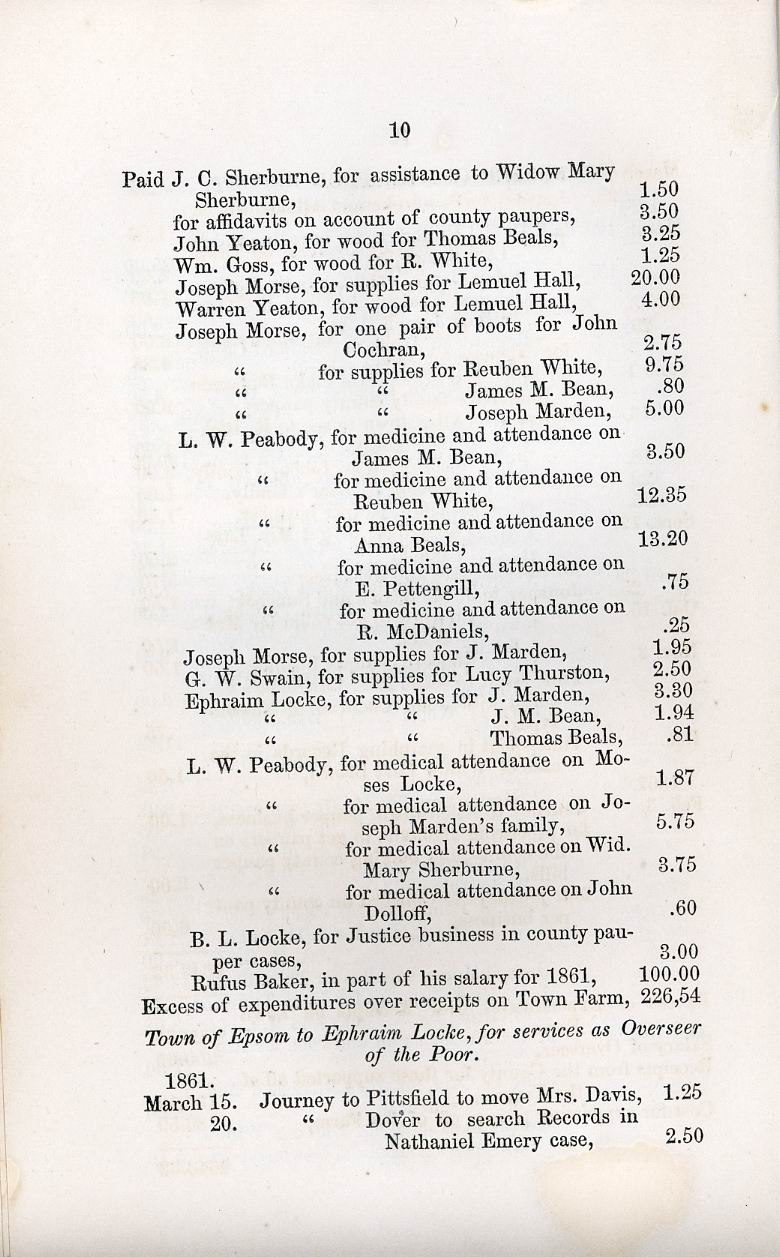 10
Paid J. C. Sherburne, for assistance to Widow Mary
Sherburne, 1.50
for affidavits on account of county paupers, 3.50
John Yeaton, for wood for Thomas Beals, 3.25
Wm. Goss, for wood for R. White, 1.25
Joseph Morse, for supplies for Lemuel Hall, 20.00
Warren Yeaton, for wood for Lemuel Hall, 4.00
Joseph Morse, for one pair of boots for John
Cochran, 2.75
“ for supplies for Reuben White, 9.75
“ “ James M. Bean, .80
“ “ Joseph Marden, 5.00
L. W. Peabody, for medicine and attendance on
James M. Bean, 3.50
“ for medicine and attendance on
Reuben White, 12.35
“ for medicine and attendance on
Anna Beals, 13.20
“ for medicine and attendance on
E. Pettengill, .75
“ for medicine and attendance on
R. McDaniels, .25
Joseph Morse, for supplies for J. Marden, 1.95
G. W. Swain, for supplies for Lucy Thurston, 2.50
Ephraim Locke, for supplies for J. Marden, 3.30
“ “ J. M. Bean, 1.94
“ “ Thomas Beals, .81
L. W. Peabody, for medical attendance on Mo-
ses Locke, 1.87
“ for medical attendance on Jo-
seph Marden’s family, 5.75
“ for medical attendance on Wid.
Mary Sherburne, 3.75
“ for medical attendance on John
Dolloff, .60
B. L. Locke, for Justice business in county pau-
per cases, 3.00
Rufus Baker, in part of his salary for 1861, 100.00
Excess of expenditures over receipts on Town Farm, 226,54
Town of Epsom to Ephraim Locke, for services as Overseer
of the Poor.
1861.
March 15. Journey to Pittsfield to move Mrs. Davis, 1.25
20. “ Dover to search Records in
Nathaniel Emery case, 2.50